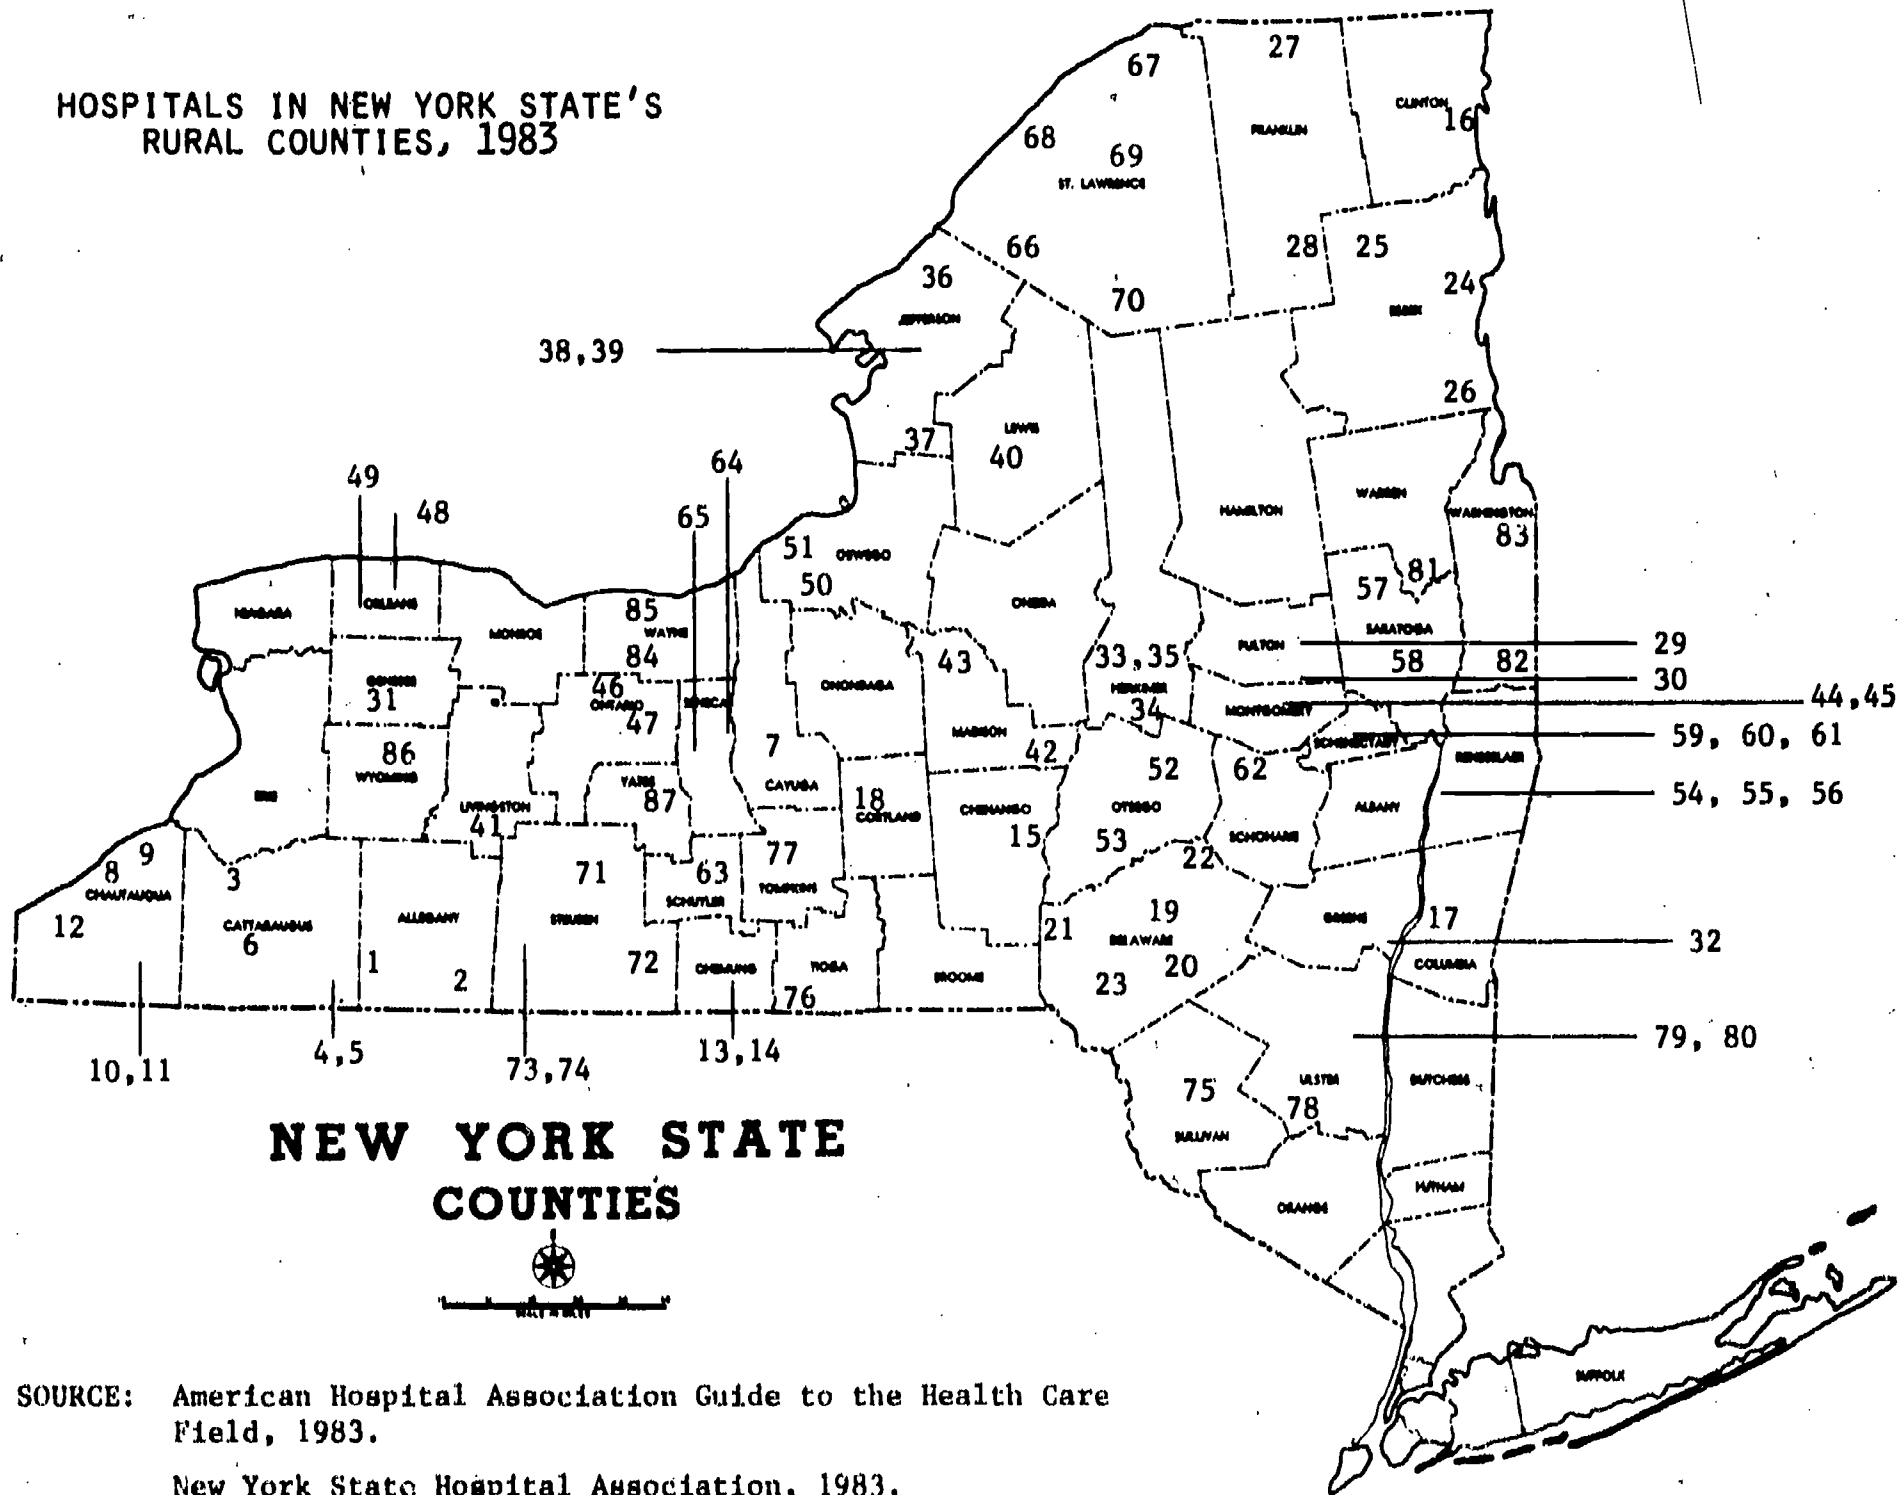 HOSPITALS IN NEW YORK STATE'S
RURAL COUNTIES, 1983
67
27
CLINTON
16
FRANKLIN
68
69
ST. LAWRENCE
66
28
25
24
36
70
ESSEX
JEFFERSON
38,39
26
37
LEWIS
40
64
49
48
65
WARREN
HAMILTON
WASHINGTON
83
51
OSWEGO
50
57
81
NIAGARA
ORLEANS
ONEIDA
85
MONROE
WAYNE
SARATOGA
FULTON
29
84
43
33,35
58
82
30
GENESEE
31
46
ONTARIO
47
SENECA
ONONDAGA
HERKIMER
34
MONTGOMERY
44,45
MADISON
42
SCHENECTADY
59, 60, 61
86
WYOMING
7
CAYUGA
52
62
RENSSELAER
YATES
87
54, 55, 56
ERIE
LIVINGSTON
41
18
CORTLAND
CHENANGO
15
OTSEGO
53
ALBANY
SCHOHARIE
22
9
8
CHAUTAUQUA
12
3
CATTARAUGUS
6
ALLEGANY
1
2
71
STEUBEN
72
63
SCHUYLER
77
TOMPKINS
19
21
DELAWARE
20
23
GREENE
17
32
COLUMBIA
CHEMUNG
TIOGA
76
BROOME
10,11
4,5
73,74
13,14
79, 80
75
SULLIVAN
ULSTER
78
DUTCHESS
NEW YORK STATE
COUNTIES
PUTNAM
ORANGE
SCALE IN MILES
SUFFOLK
SOURCE: American Hospital Association Guide to the Health Care
Field, 1983.
New York State Hospital Association, 1983.